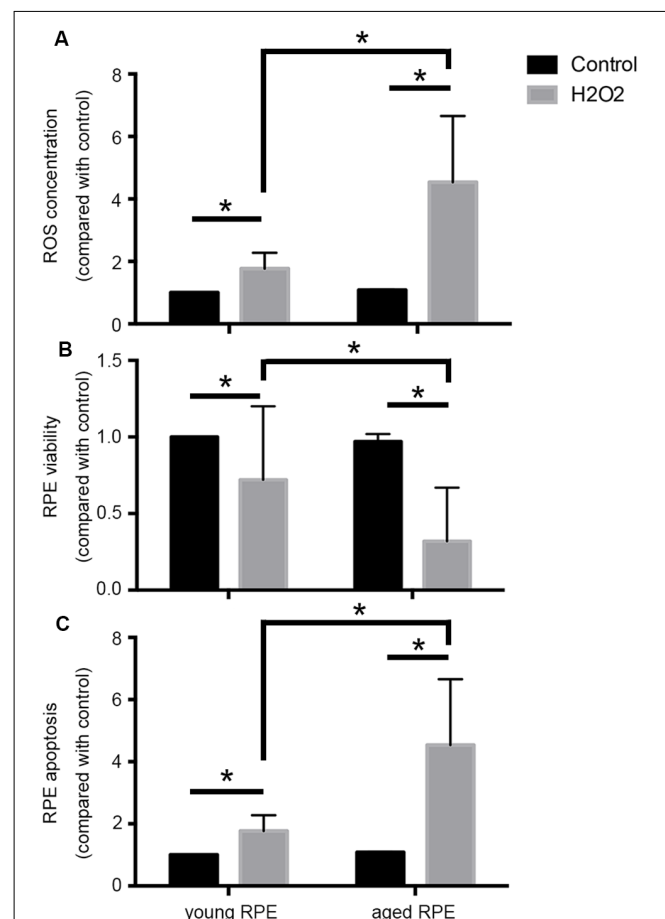 A
*
Control
H2O2
8
*
6
4
*
2
0
ROS concentration
(compared with control)
B
1.5
*
*
*
1.0
0.5
0.0
RPE viability
(compared with control)
C
*
8
*
6
4
*
2
0
RPE apoptosis
(compared with control)
young RPE
aged RPE